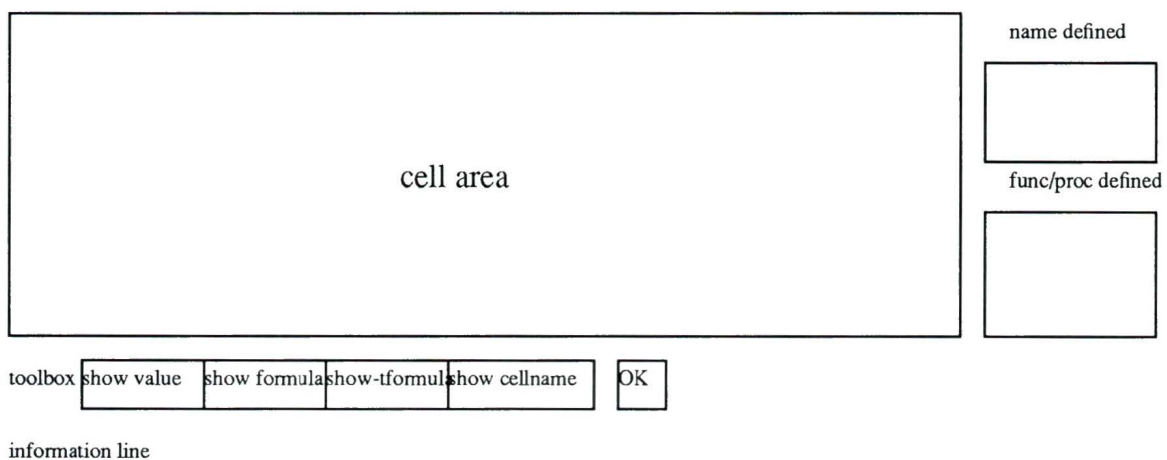 name defined
cell area
func/proc defined
toolbox show value show formula show-tformula show cellname OK
information line